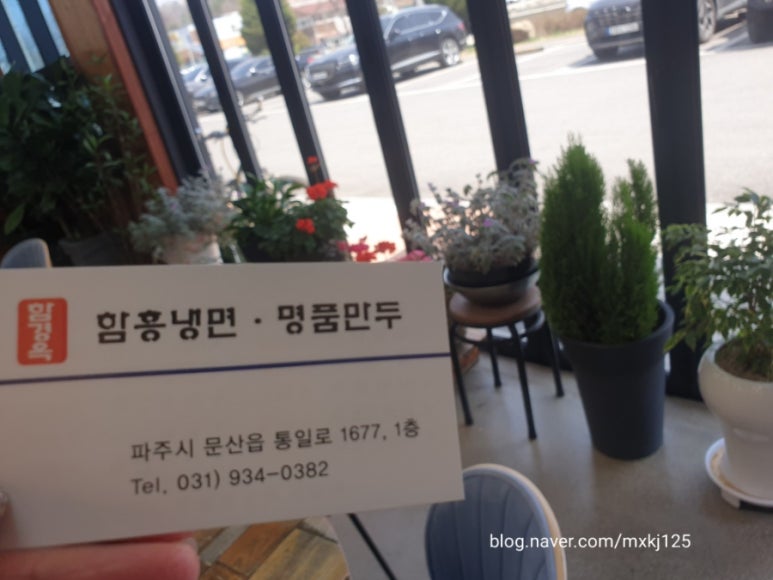 함경옥
함흥냉면 · 명품만두
파주시 문산읍 통일로 1677, 1층
Tel. 031) 934-0382
blog.naver.com/mxkj125